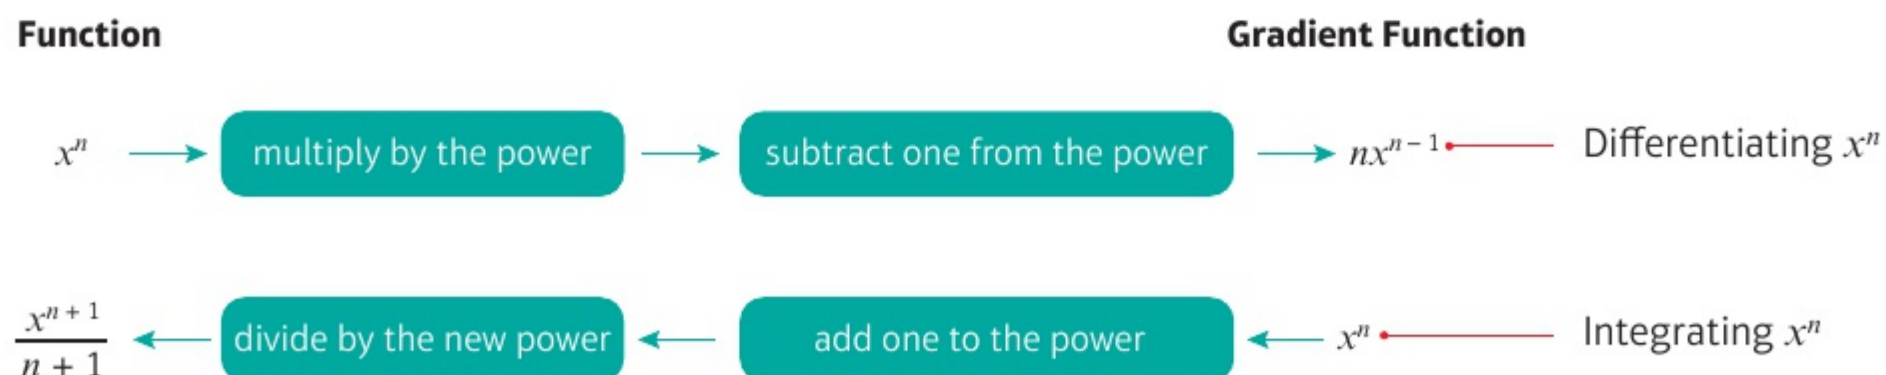 Function Gradient Function
xⁿ multiply by the power subtract one from the power nxⁿ⁻¹ Differentiating xⁿ
xⁿ⁺¹/n + 1 divide by the new power add one to the power xⁿ Integrating xⁿ